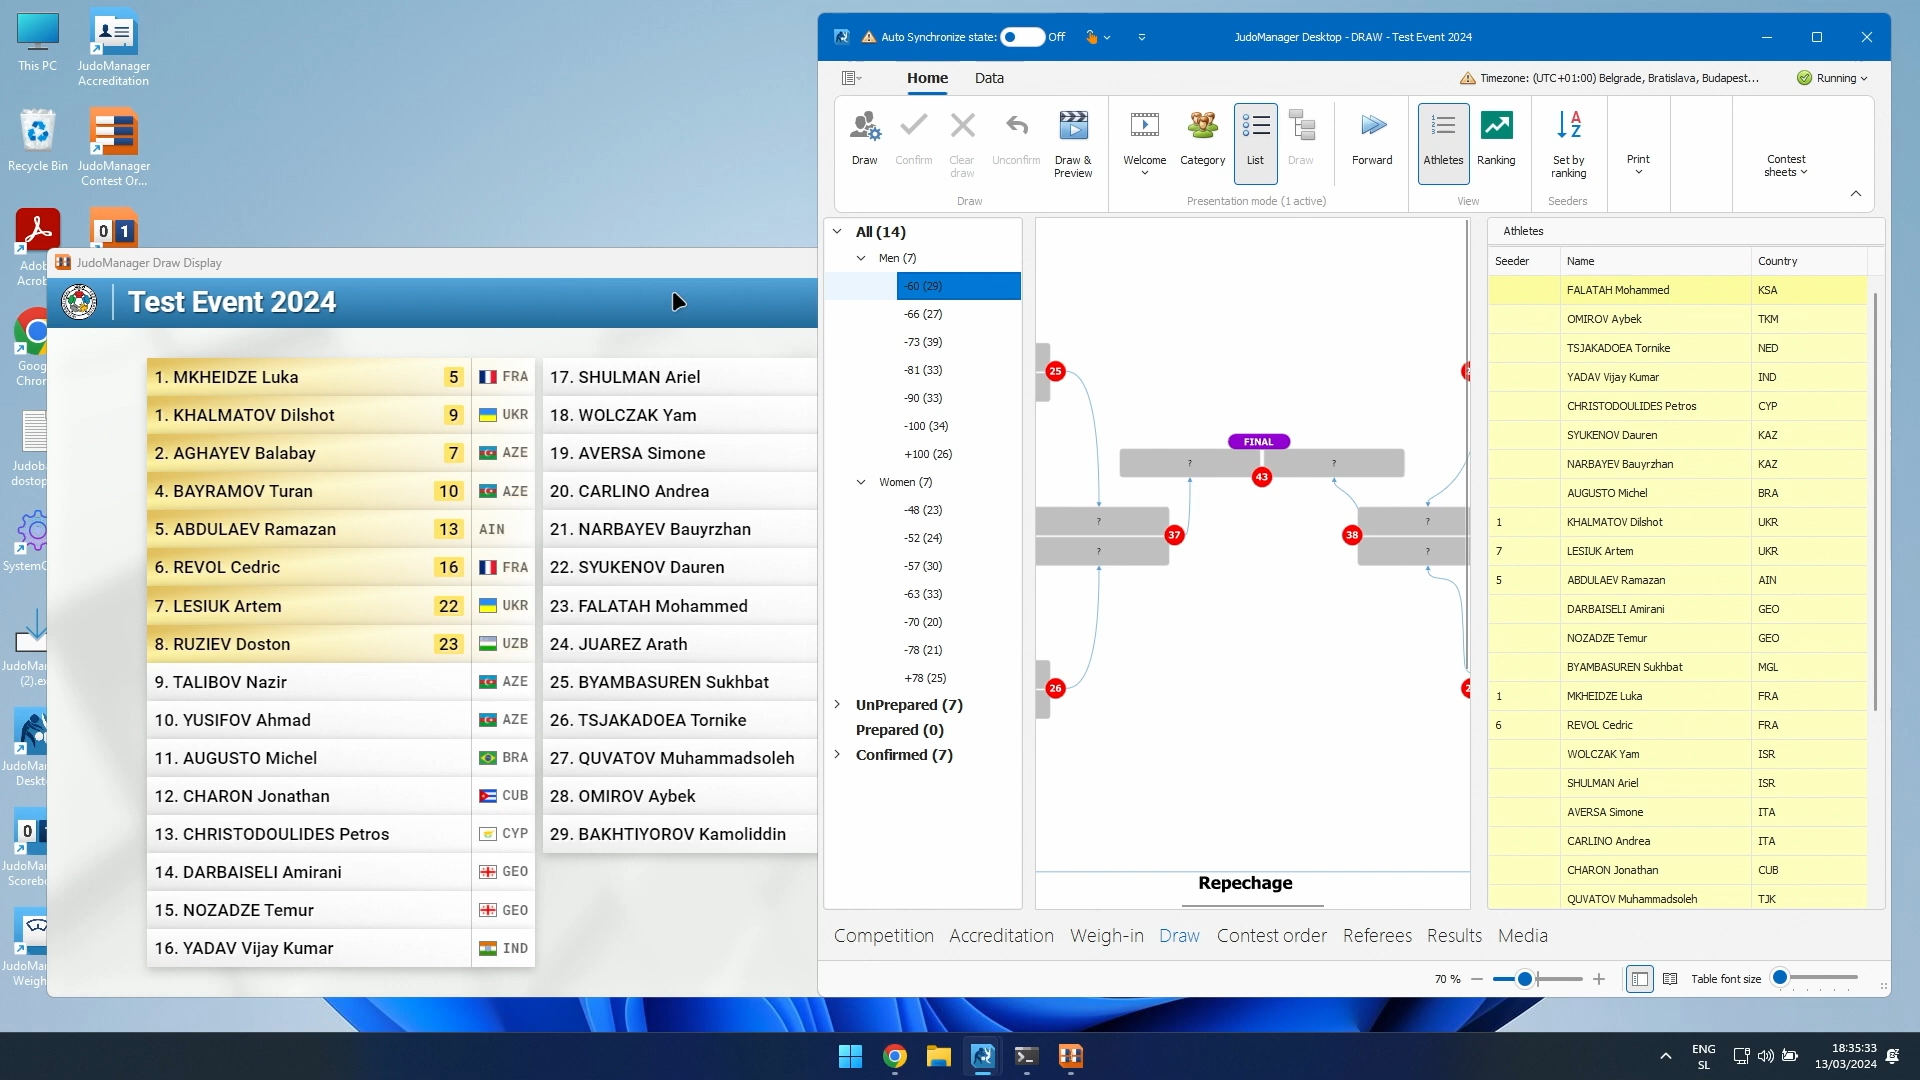 This PC
JudoManager
Accreditation
Recycle Bin
JudoManager
Contest Or...
JudoManager Draw Display
Test Event 2024
1. MKHEIDZE Luka 5 FRA
1. KHALMATOV Dilshot 9 UKR
2. AGHAYEV Balabay 7 AZE
4. BAYRAMOV Turan 10 AZE
5. ABDULAEV Ramazan 13 AIN
6. REVOL Cedric 16 FRA
7. LESIUK Artem 22 UKR
8. RUZIEV Doston 23 UZB
9. TALIBOV Nazir AZE
10. YUSIFOV Ahmad AZE
11. AUGUSTO Michel BRA
12. CHARON Jonathan CUB
13. CHRISTODOULIDES Petros CYP
14. DARBAISELI Amirani GEO
15. NOZADZE Temur GEO
16. YADAV Vijay Kumar IND
17. SHULMAN Ariel
18. WOLCZAK Yam
19. AVERSA Simone
20. CARLINO Andrea
21. NARBAYEV Bauyrzhan
22. SYUKENOV Dauren
23. FALATAH Mohammed
24. JUAREZ Arath
25. BYAMBASUREN Sukhbat
26. TSJAKADOEA Tornike
27. QUVATOV Muhammadsoleh
28. OMIROV Aybek
29. BAKHTIYOROV Kamoliddin
Auto Synchronize state: Off
JudoManager Desktop - DRAW - Test Event 2024
Home Data
Timezone: (UTC+01:00) Belgrade, Bratislava, Budapest...
Running
Draw
Confirm
Clear
draw
Unconfirm
Draw &
Preview
Draw
Welcome
Category
List
Draw
Forward
Presentation mode (1 active)
Athletes
Ranking
View
Set by
ranking
Seeders
Print
Contest
sheets
All (14)
Men (7)
-60 (29)
-66 (27)
-73 (39)
-81 (33)
-90 (33)
-100 (34)
+100 (26)
Women (7)
-48 (23)
-52 (24)
-57 (30)
-63 (33)
-70 (20)
-78 (21)
+78 (25)
UnPrepared (7)
Prepared (0)
Confirmed (7)
25
FINAL
? ?
43
?
37
?
?
38
?
26
Repechage
Athletes
Seeder Name Country
FALATAH Mohammed KSA
OMIROV Aybek TKM
TSJAKADOEA Tornike NED
YADAV Vijay Kumar IND
CHRISTODOULIDES Petros CYP
SYUKENOV Dauren KAZ
NARBAYEV Bauyrzhan KAZ
AUGUSTO Michel BRA
1 KHALMATOV Dilshot UKR
7 LESIUK Artem UKR
5 ABDULAEV Ramazan AIN
DARBAISELI Amirani GEO
NOZADZE Temur GEO
BYAMBASUREN Sukhbat MGL
1 MKHEIDZE Luka FRA
6 REVOL Cedric FRA
WOLCZAK Yam ISR
SHULMAN Ariel ISR
AVERSA Simone ITA
CARLINO Andrea ITA
CHARON Jonathan CUB
QUVATOV Muhammadsoleh TJK
Competition Accreditation Weigh-in Draw Contest order Referees Results Media
70 %
Table font size
ENG
SL
18:35:33
13/03/2024